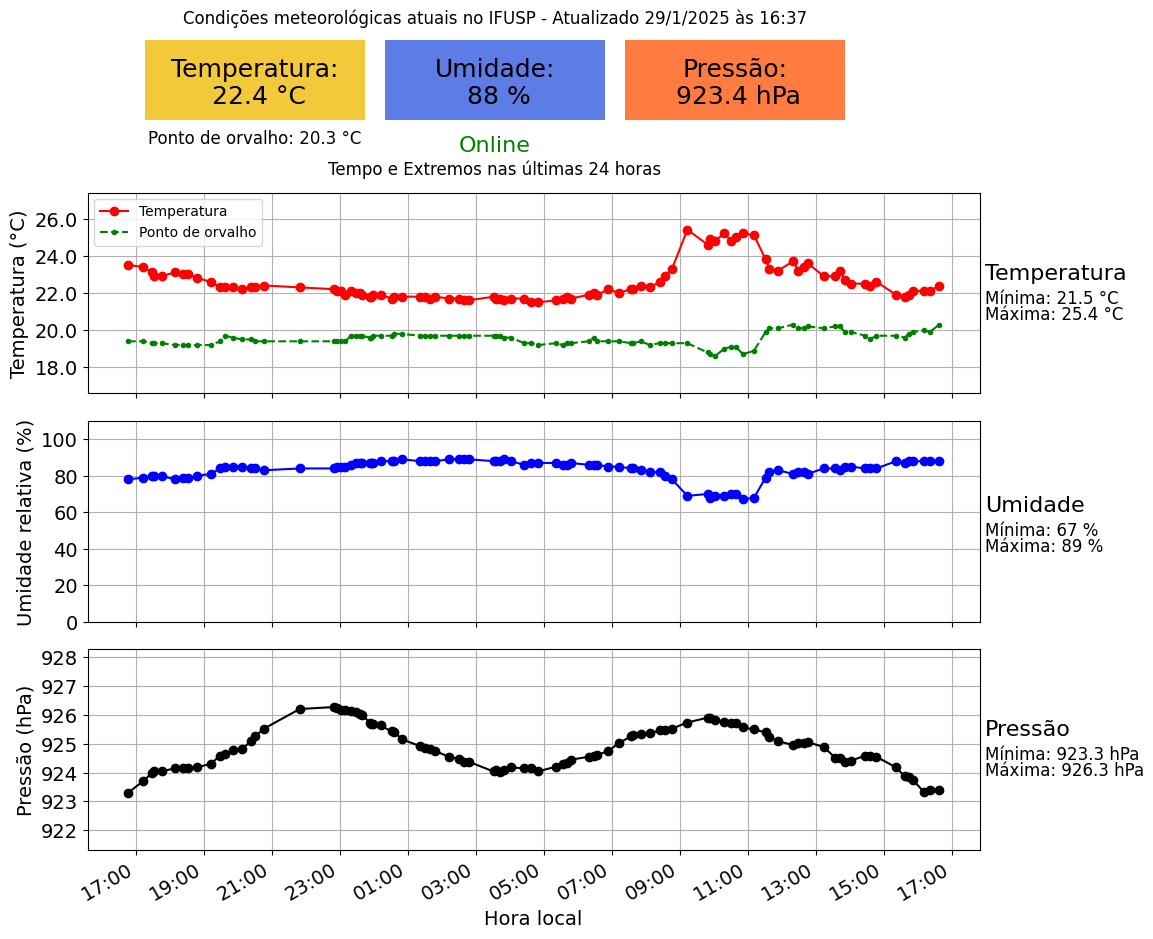 Condições meteorológicas atuais no IFUSP - Atualizado 29/1/2025 às 16:37
Temperatura:
22.4 °C
Umidade:
88 %
Pressão:
923.4 hPa
Ponto de orvalho: 20.3 °C
Online
Tempo e Extremos nas últimas 24 horas
Temperatura (°C)
26.0
24.0
22.0
20.0
18.0
Temperatura
Ponto de orvalho
Temperatura
Mínima: 21.5 °C
Máxima: 25.4 °C
Umidade relativa (%)
100
80
60
40
20
0
Umidade
Mínima: 67 %
Máxima: 89 %
Pressão (hPa)
928
927
926
925
924
923
922
Pressão
Mínima: 923.3 hPa
Máxima: 926.3 hPa
17:00
19:00
21:00
23:00
01:00
03:00
05:00
07:00
09:00
11:00
13:00
15:00
17:00
Hora local